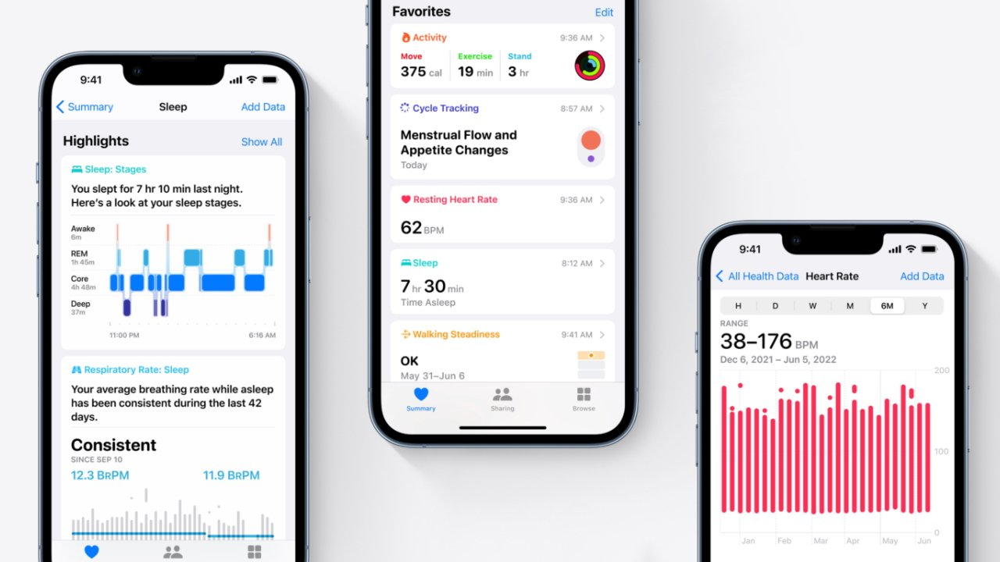 9:41
Summary
Sleep
Add Data
Highlights
Show All
Sleep: Stages
You slept for 7 hr 10 min last night.
Here's a look at your sleep stages.
Awake
6m
REM
1h 45m
Core
4h 48m
Deep
37m
11:00 PM
6:16 AM
Respiratory Rate: Sleep
Your average breathing rate while asleep
has been consistent during the last 42
days.
Consistent
SINCE SEP 10
12.3 BRPM
11.9 BRPM
Favorites
Edit
Activity
9:36 AM
Move
Exercise
Stand
375 cal
19 min
3 hr
Cycle Tracking
8:57 AM
Menstrual Flow and
Appetite Changes
Today
Resting Heart Rate
9:36 AM
62 BPM
Sleep
8:12 AM
7 hr 30 min
Time Asleep
Walking Steadiness
9:41 AM
OK
May 31–Jun 6
Summary
Sharing
Browse
9:41
All Health Data
Heart Rate
Add Data
H
D
W
M
6M
Y
RANGE
38–176 BPM
Dec 6, 2021 – Jun 5, 2022
200
100
0
Jan
Feb
Mar
Apr
May
Jun